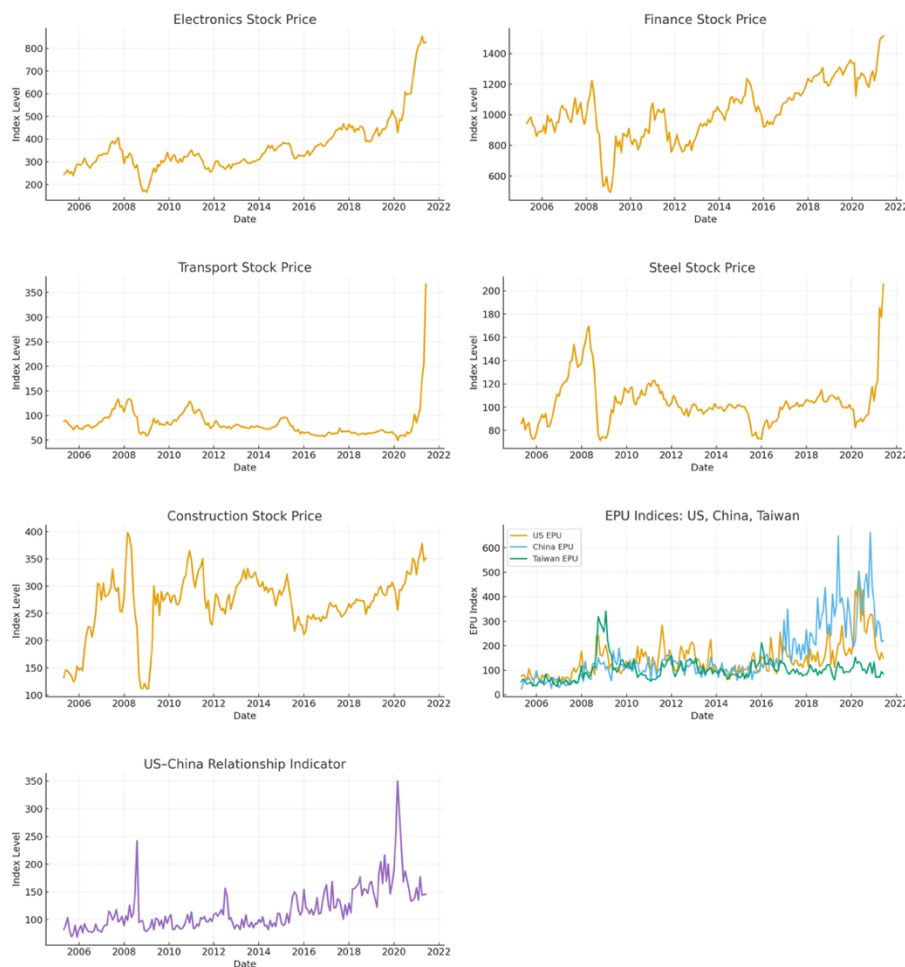 Electronics Stock Price
800
700
600
500
400
300
200
Index Level
2006 2008 2010 2012 2014 2016 2018 2020 2022
Date
Finance Stock Price
1400
1200
1000
800
600
Index Level
2006 2008 2010 2012 2014 2016 2018 2020 2022
Date
Transport Stock Price
350
300
250
200
150
100
50
Index Level
2006 2008 2010 2012 2014 2016 2018 2020 2022
Date
Steel Stock Price
200
180
160
140
120
100
80
Index Level
2006 2008 2010 2012 2014 2016 2018 2020 2022
Date
Construction Stock Price
400
350
300
250
200
150
100
Index Level
2006 2008 2010 2012 2014 2016 2018 2020 2022
Date
EPU Indices: US, China, Taiwan
US EPU
China EPU
Taiwan EPU
600
500
400
300
200
100
0
EPU Index
2006 2008 2010 2012 2014 2016 2018 2020 2022
Date
US–China Relationship Indicator
350
300
250
200
150
100
Index Level
2006 2008 2010 2012 2014 2016 2018 2020 2022
Date